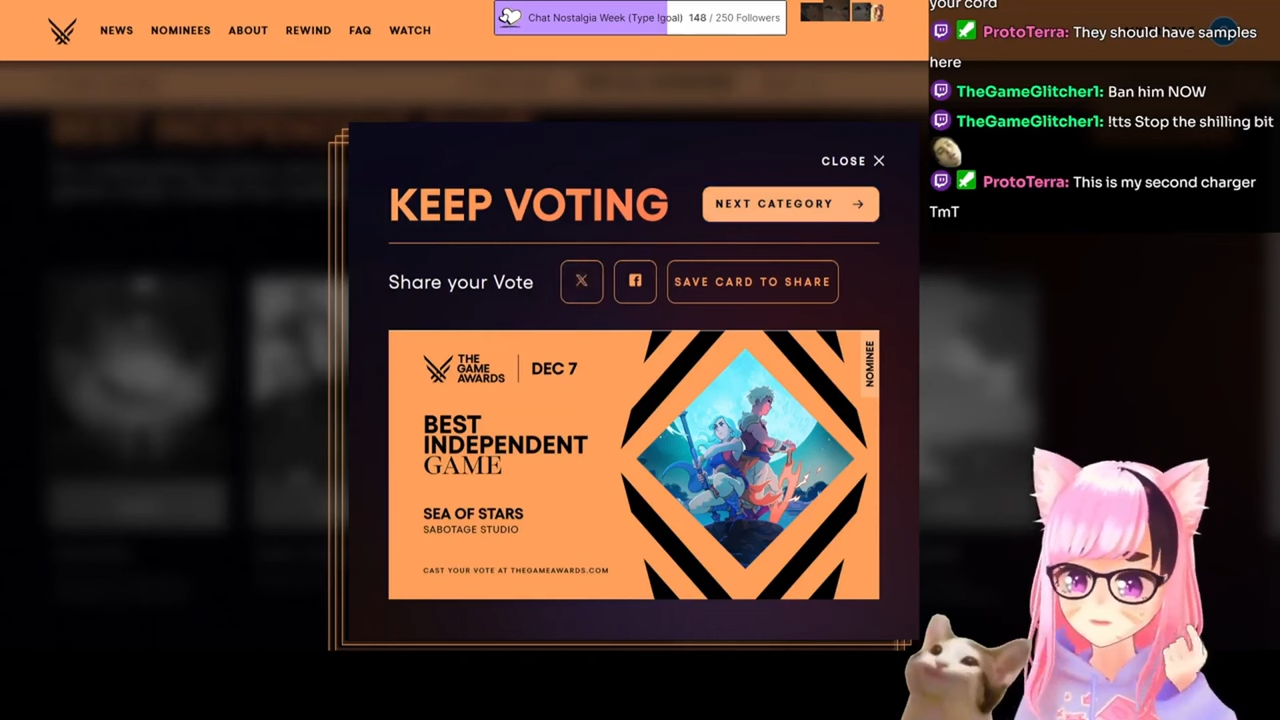 NEWS NOMINEES ABOUT REWIND FAQ WATCH
Chat Nostalgia Week (Type !goal) 148 / 250 Followers
your cord
ProtoTerra: They should have samples
here
TheGameGlitcher1: Ban him NOW
TheGameGlitcher1: !tts Stop the shilling bit
ProtoTerra: This is my second charger
TmT
CLOSE
KEEP VOTING
NEXT CATEGORY
Share your Vote
SAVE CARD TO SHARE
THE
GAME
AWARDS
DEC 7
NOMINEE
BEST
INDEPENDENT
GAME
SEA OF STARS
SABOTAGE STUDIO
CAST YOUR VOTE AT THEGAMEAWARDS.COM